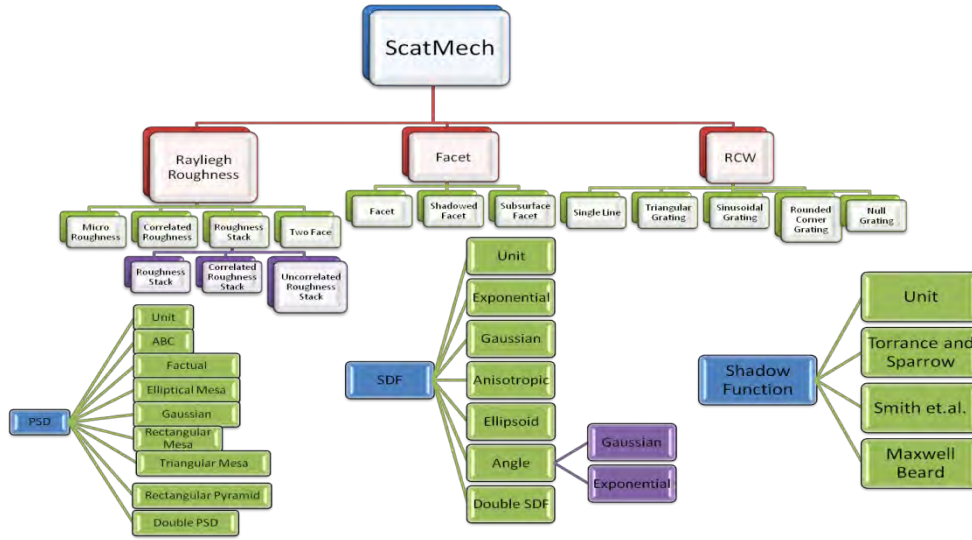 ScatMech
Rayliegh
Roughness
Facet
RCW
Micro
Roughness
Correlated
Roughness
Roughness
Stack
Two Face
Facet
Shadowed
Facet
Subsurface
Facet
Single Line
Triangular
Grating
Sinusoidal
Grating
Rounded
Corner
Grating
Null
Grating
Roughness
Stack
Correlated
Roughness
Stack
Uncorrelated
Roughness
Stack
PSD
Unit
ABC
Factual
Elliptical Mesa
Gaussian
Rectangular
Mesa
Triangular Mesa
Rectangular Pyramid
Double PSD
SDF
Unit
Exponential
Gaussian
Anisotropic
Ellipsoid
Angle
Double SDF
Gaussian
Exponential
Shadow
Function
Unit
Torrance and
Sparrow
Smith et.al.
Maxwell
Beard